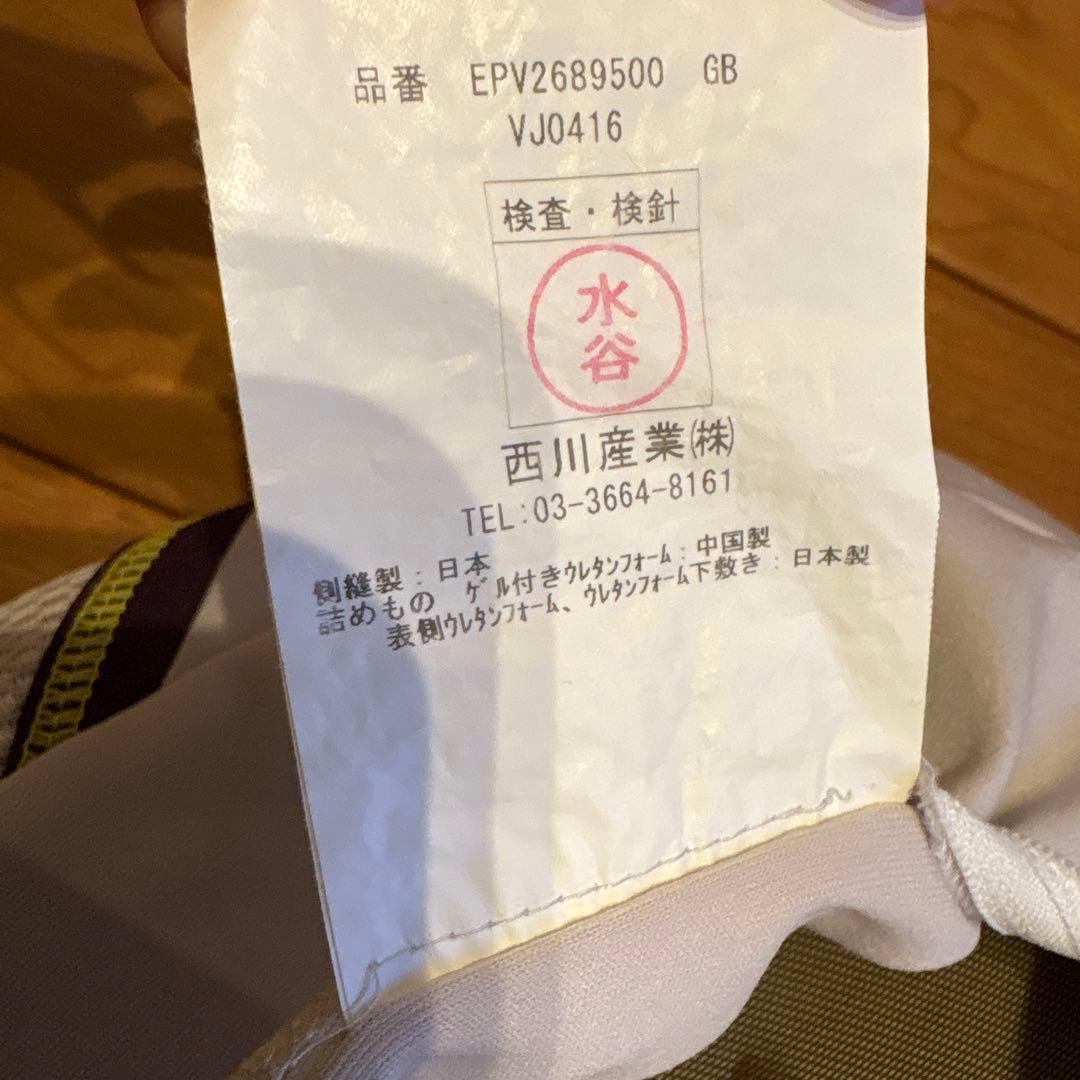 品番 EPV2689500 GB
VJ0416
検査・検針
水
谷
西川産業㈱
TEL:03-3664-8161
側縫製:日本
詰めもの ゲル付きウレタンフォーム:中国製
表側ウレタンフォーム、ウレタンフォーム下敷き:日本製